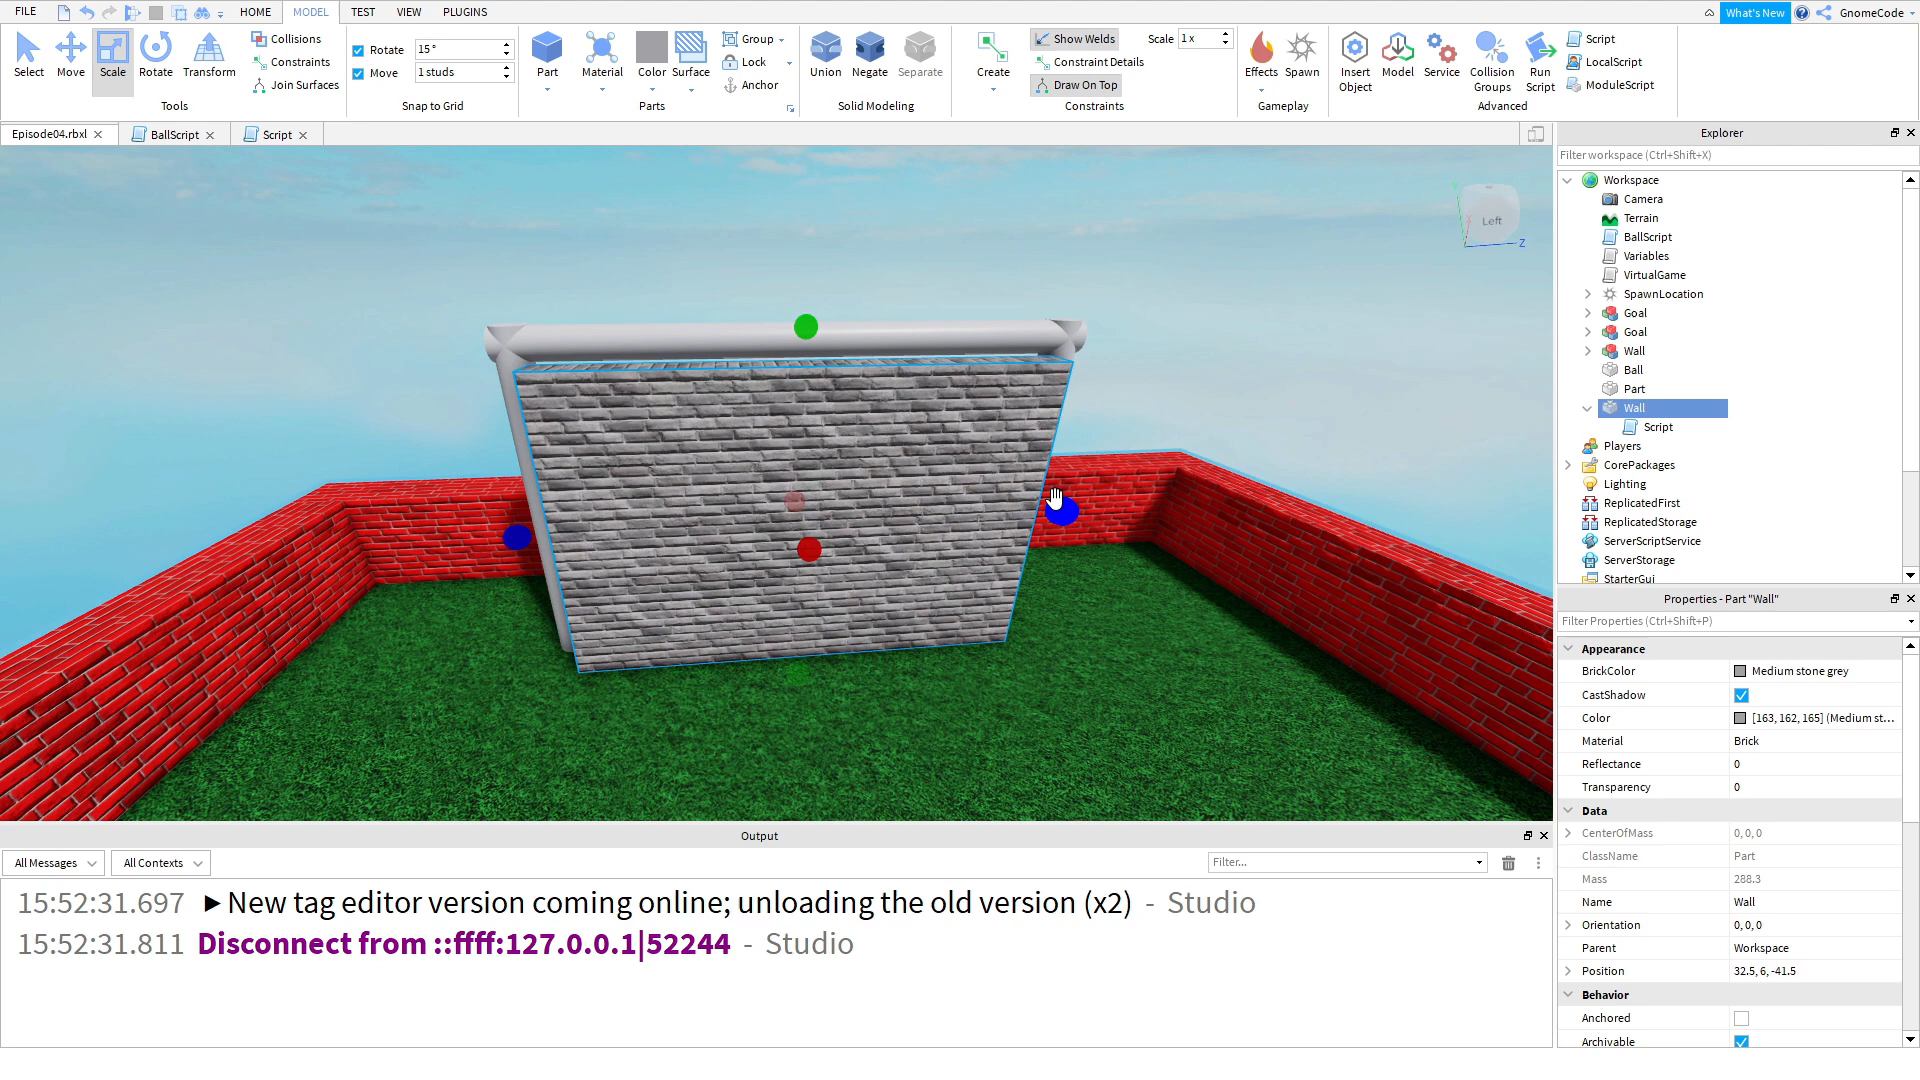 FILE
HOME
MODEL
TEST
VIEW
PLUGINS
What's New
GnomeCode
Select
Move
Scale
Rotate
Transform
Collisions
Constraints
Join Surfaces
Tools
Rotate
15 °
Move
1 studs
Snap to Grid
Part
Material
Color
Surface
Group
Lock
Anchor
Parts
Union
Negate
Separate
Solid Modeling
Create
Show Welds
Scale
1 x
Constraint Details
Draw On Top
Constraints
Effects
Spawn
Gameplay
Insert
Object
Model
Service
Collision
Groups
Run
Script
Script
LocalScript
ModuleScript
Advanced
Episode04.rbxl
BallScript
Script
Left
Z
Explorer
Filter workspace (Ctrl+Shift+X)
Workspace
Camera
Terrain
BallScript
Variables
VirtualGame
SpawnLocation
Goal
Goal
Wall
Ball
Part
Wall
Script
Players
CorePackages
Lighting
ReplicatedFirst
ReplicatedStorage
ServerScriptService
ServerStorage
StarterGui
Properties - Part "Wall"
Filter Properties (Ctrl+Shift+P)
Appearance
BrickColor
Medium stone grey
CastShadow
Color
[163, 162, 165] (Medium st...
Material
Brick
Reflectance
0
Transparency
0
Data
CenterOfMass
0, 0, 0
ClassName
Part
Mass
288.3
Name
Wall
Orientation
0, 0, 0
Parent
Workspace
Position
32.5, 6, -41.5
Behavior
Anchored
Archivable
Output
All Messages
All Contexts
Filter...
15:52:31.697 ▶ New tag editor version coming online; unloading the old version (x2) - Studio
15:52:31.811 Disconnect from ::ffff:127.0.0.1|52244 - Studio